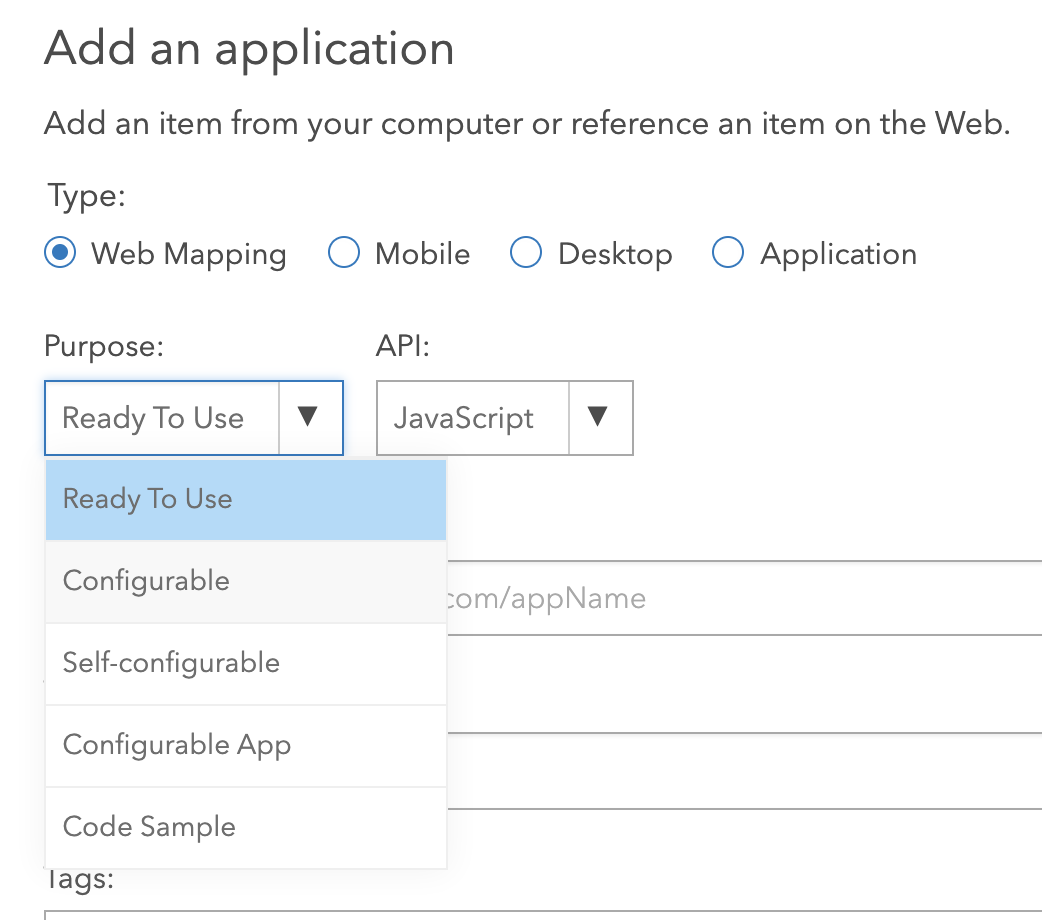 Add an application
Add an item from your computer or reference an item on the Web.
Type:
Web Mapping Mobile Desktop Application
Purpose: API:
Ready To Use JavaScript
Ready To Use
Configurable
com/appName
Self-configurable
Configurable App
Code Sample
Tags: